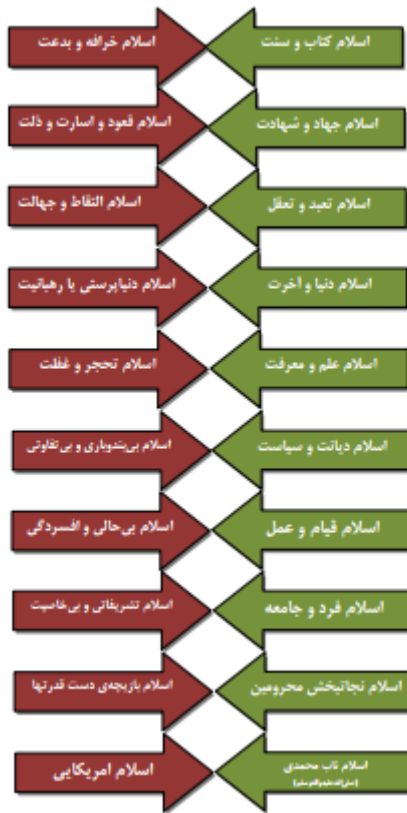 اسلام کتاب و سنت
اسلام خرافه و بدعت
اسلام جهاد و شهادت
اسلام قعود و اسارت و ذلت
اسلام تعبد و تعقل
اسلام التقاط و جهالت
اسلام دنیا و آخرت
اسلام دنیاپرستی یا رهبانیت
اسلام علم و معرفت
اسلام تحجر و غفلت
اسلام دیانت و سیاست
اسلام بی‌بندوباری و بی‌تفاوتی
اسلام قیام و عمل
اسلام بی‌حالی و افسردگی
اسلام فرد و جامعه
اسلام تشریفاتی و بی‌خاصیت
اسلام نجاتبخش محرومین
اسلام بازیچه‌ی دست قدرتها
اسلام ناب محمدی
اسلام امریکایی